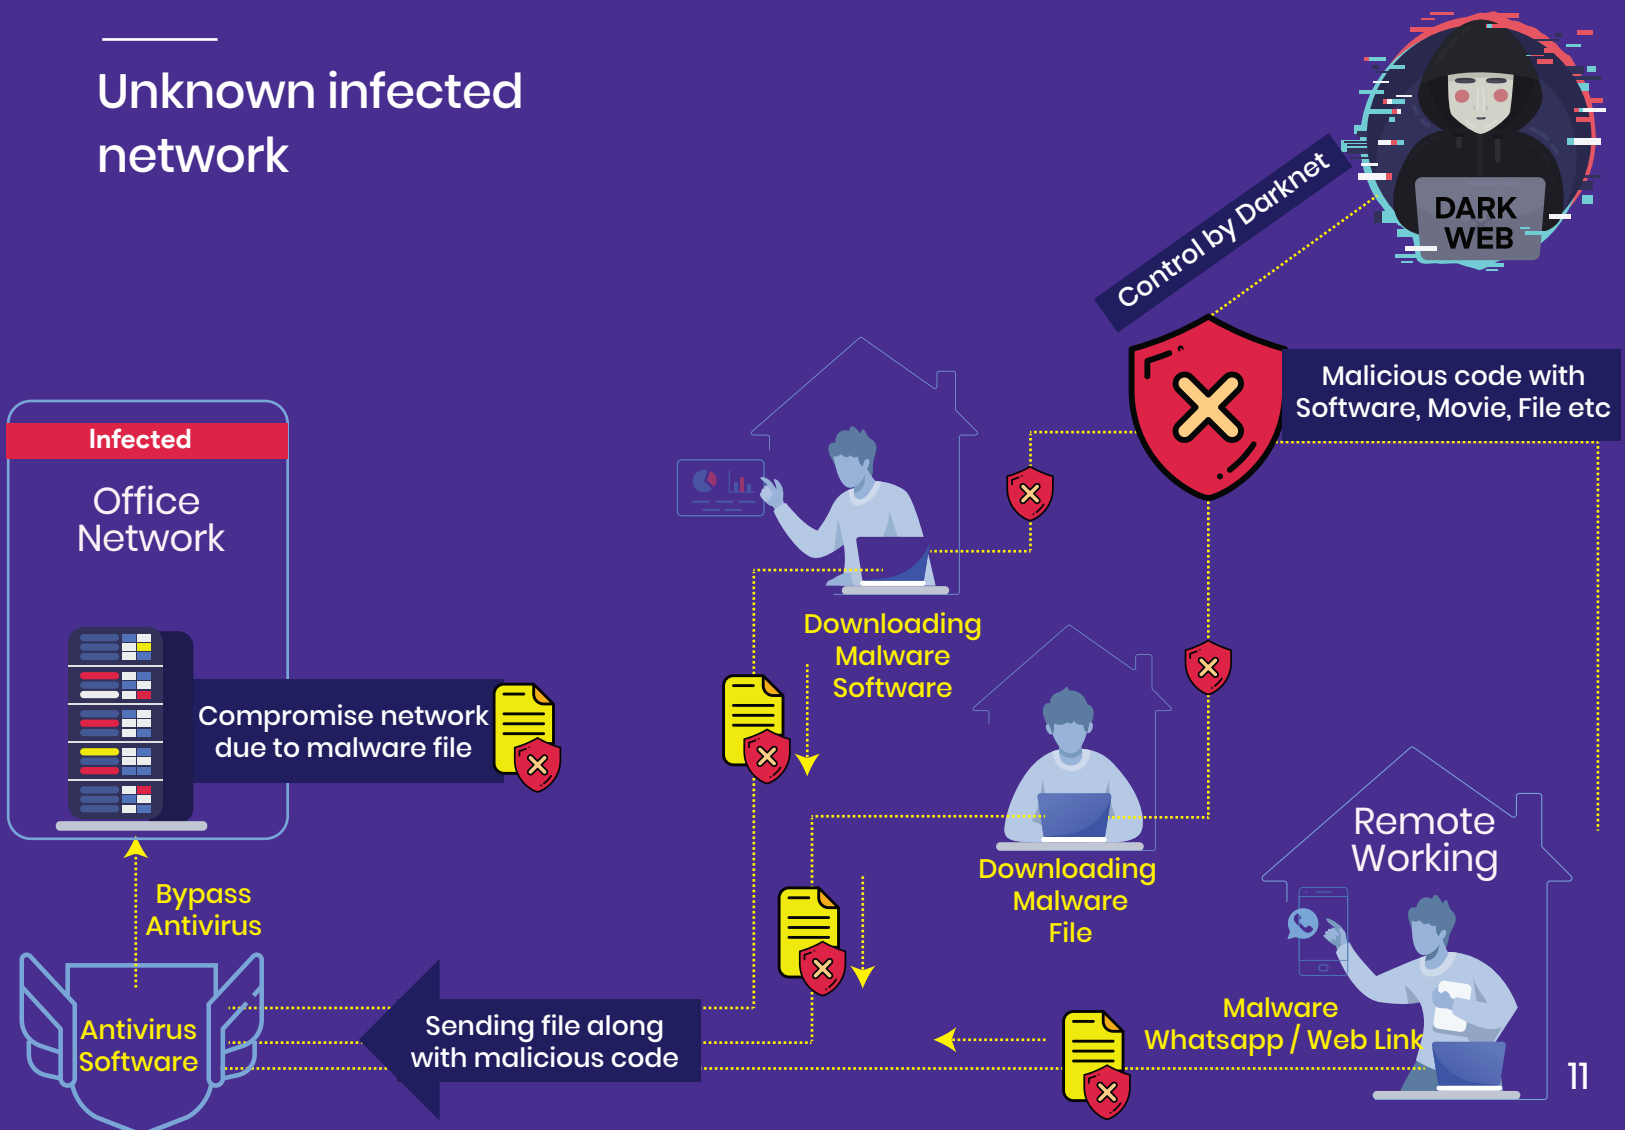 Unknown infected
network
Control by Darknet
DARK
WEB
Malicious code with
Software, Movie, File etc
Infected
Office
Network
Compromise network
due to malware file
Downloading
Malware
Software
Downloading
Malware
File
Remote
Working
Bypass
Antivirus
Antivirus
Software
Sending file along
with malicious code
Malware
Whatsapp / Web Link
11